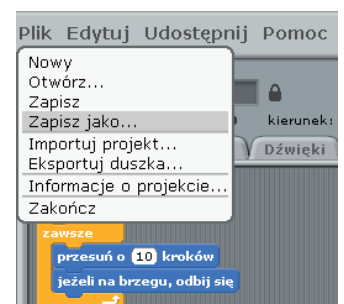 Plik Edytuj Udostępnij Pomoc
Nowy
Otwórz...
Zapisz
Zapisz jako...
kierunek:
Importuj projekt...
Dźwięki
Eksportuj duszka...
Informacje o projekcie...
Zakończ
zawsze
przesuń o 10 kroków
jeżeli na brzegu, odbij się